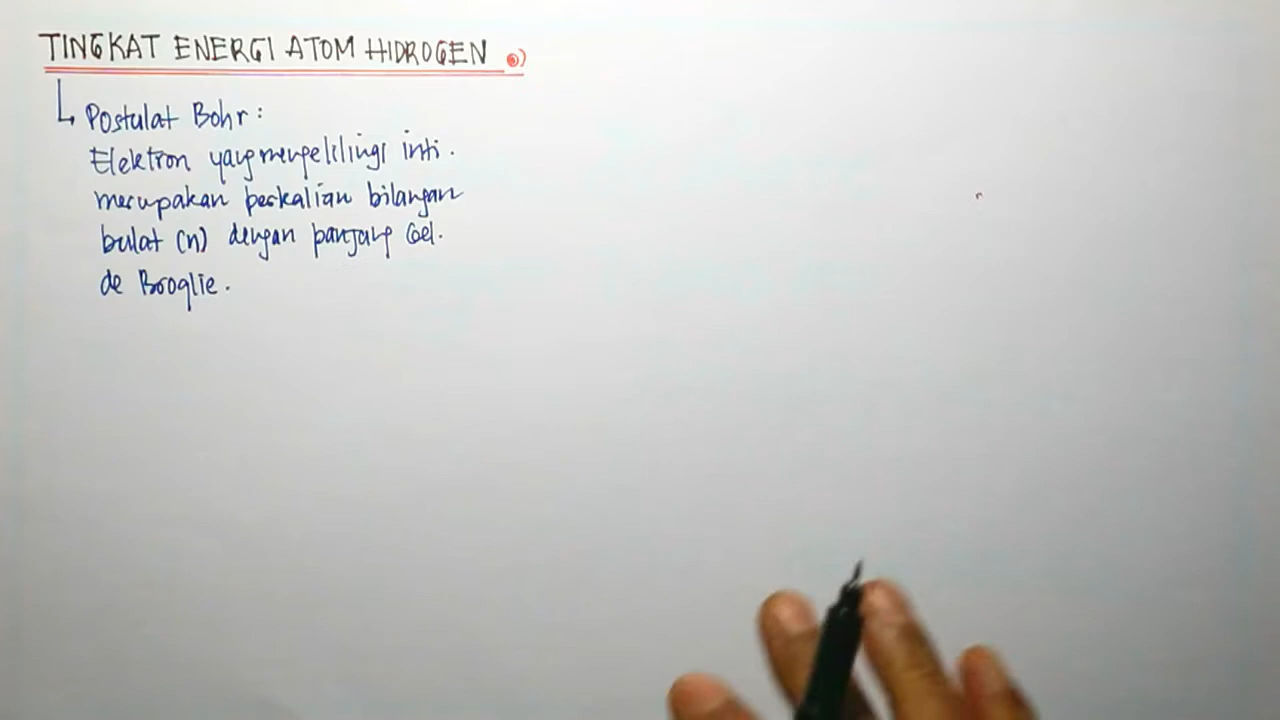 TINGKAT ENERGI ATOM HIDROGEN
Postulat Bohr :
Elektron yang mengelilingi inti .
merupakan perkalian bilangan
bulat (n) dengan panjang Gel.
de Broglie .